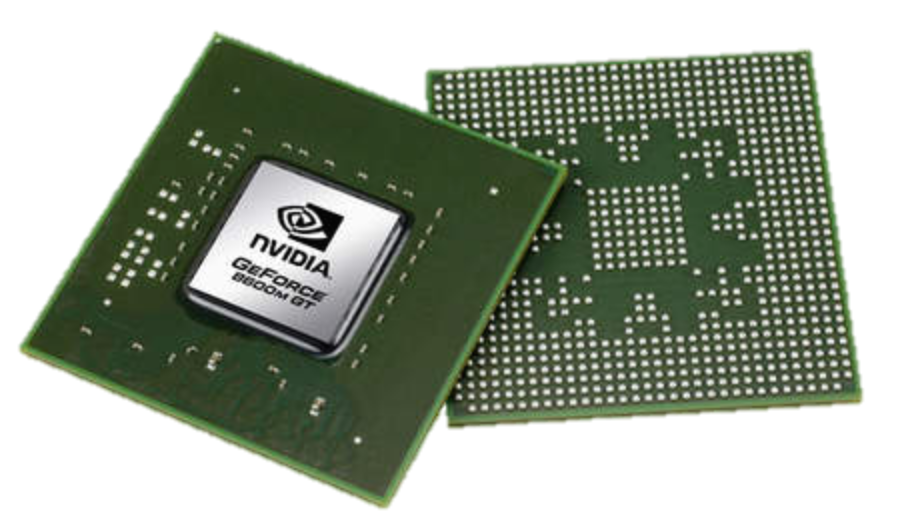 NVIDIA
GEFORCE
8600M GT